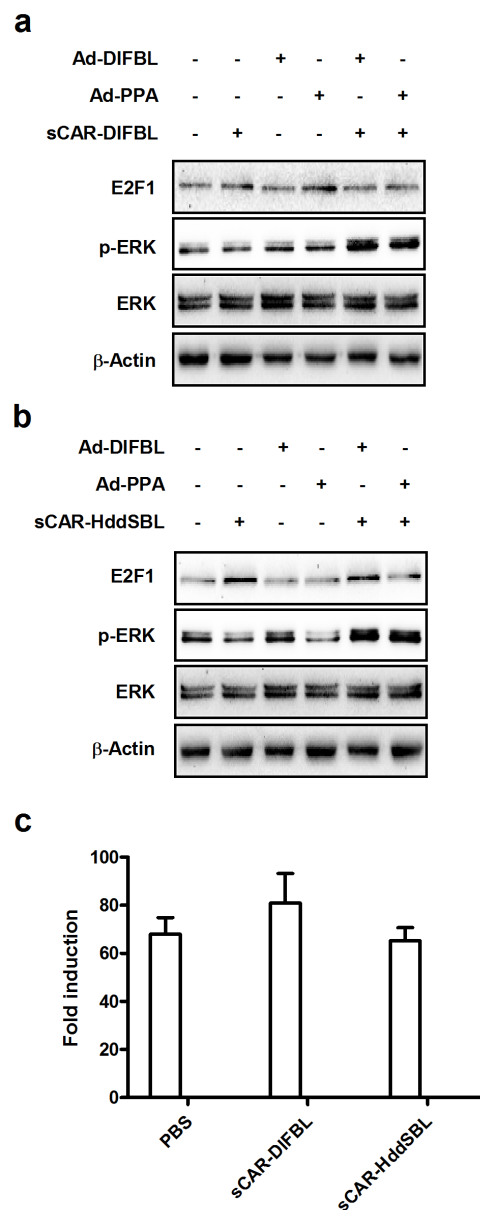 a
Ad-DIFBL - - + - + -
Ad-PPA - - - + - +
sCAR-DIFBL - + - - + +
E2F1
p-ERK
ERK
β-Actin
b
Ad-DIFBL - - + - + -
Ad-PPA - - - + - +
sCAR-HddSBL - + - - + +
E2F1
p-ERK
ERK
β-Actin
c
Fold induction
100
80
60
40
20
0
PBS
sCAR-DIFBL
sCAR-HddSBL